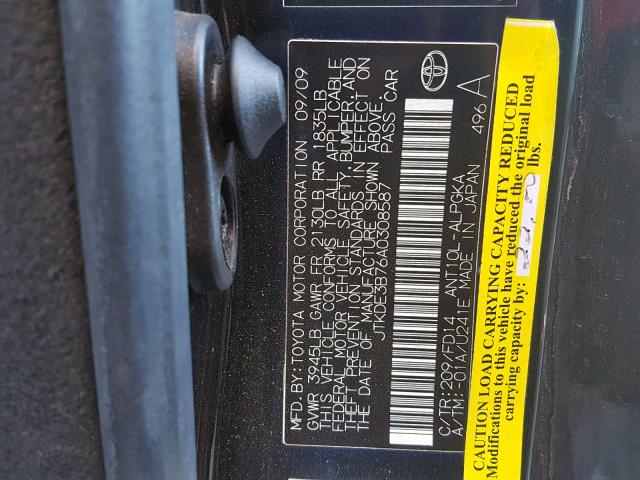 MFD.BY:TOYOTA MOTOR CORPORATION 09/09
GVWR 3945LB GAWR FR 2130LB RR 1835LB
THIS VEHICLE CONFORMS TO ALL APPLICABLE
FEDERAL MOTOR VEHICLE SAFETY, BUMPER, AND
THEFT PREVENTION STANDARDS IN EFFECT ON
THE DATE OF MANUFACTURE SHOWN ABOVE.
JTKDE3B76A0308587 PASS CAR
C/TR:209/FD14 ANT10L-ALPGKA
A/TM:-01A/U241E MADE IN JAPAN 496 A
CAUTION LOAD CARRYING CAPACITY REDUCED
Modifications to this vehicle have reduced the original load
carrying capacity by: lbs.